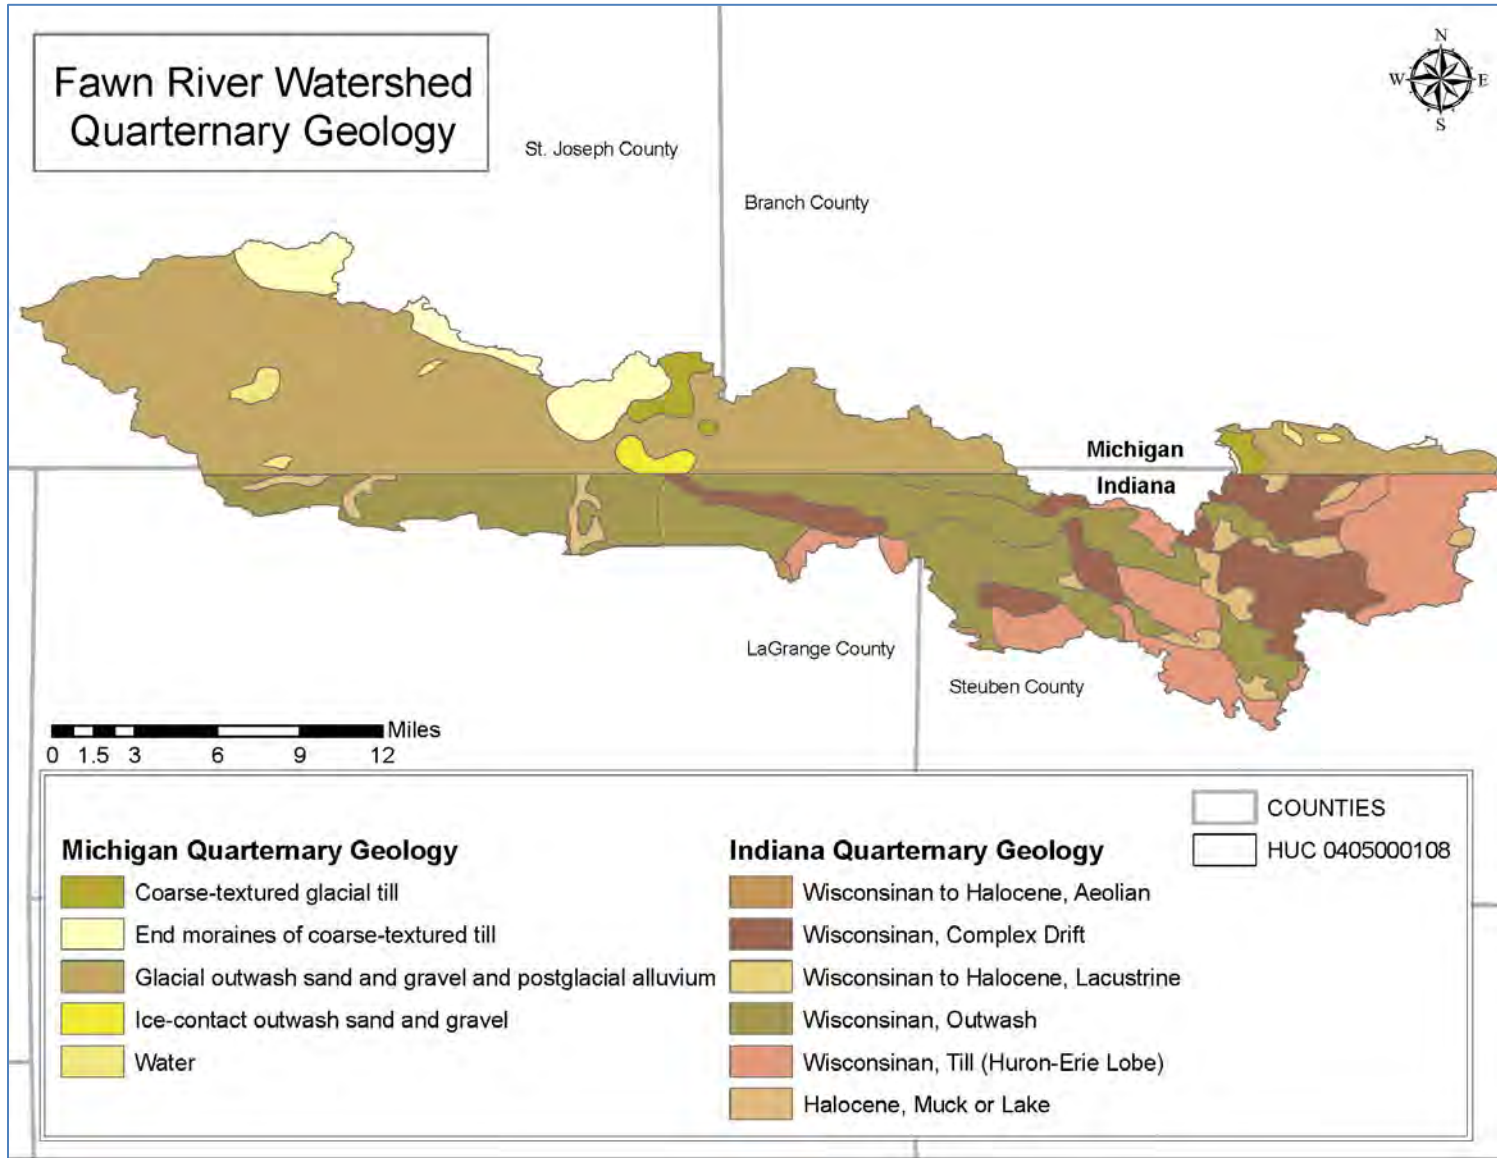 Fawn River Watershed
Quarternary Geology
N
W E
S
St. Joseph County
Branch County
Michigan
Indiana
LaGrange County
Steuben County
Miles
0 1.5 3 6 9 12
COUNTIES
HUC 0405000108
Michigan Quarternary Geology
Coarse-textured glacial till
End moraines of coarse-textured till
Glacial outwash sand and gravel and postglacial alluvium
Ice-contact outwash sand and gravel
Water
Indiana Quarternary Geology
Wisconsinan to Halocene, Aeolian
Wisconsinan, Complex Drift
Wisconsinan to Halocene, Lacustrine
Wisconsinan, Outwash
Wisconsinan, Till (Huron-Erie Lobe)
Halocene, Muck or Lake